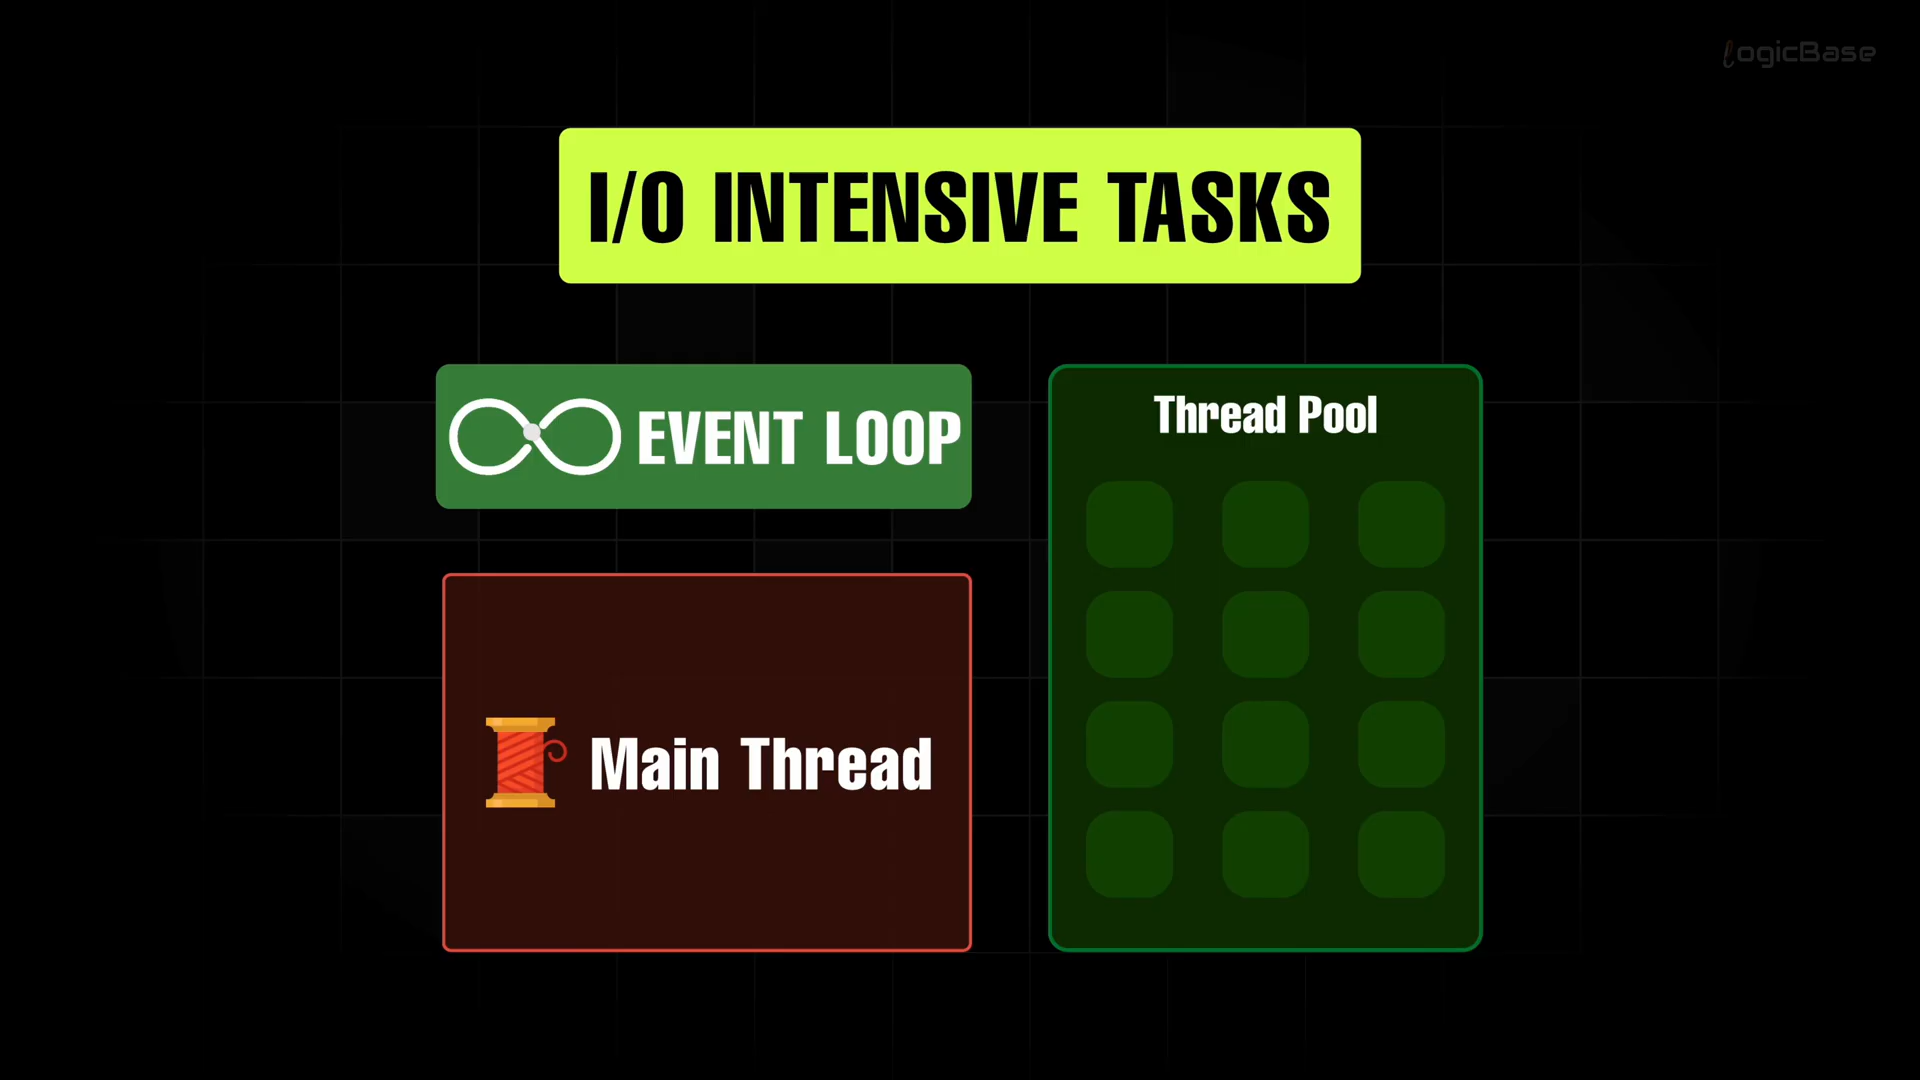 LogicBase
I/O INTENSIVE TASKS
EVENT LOOP
Thread Pool
Main Thread